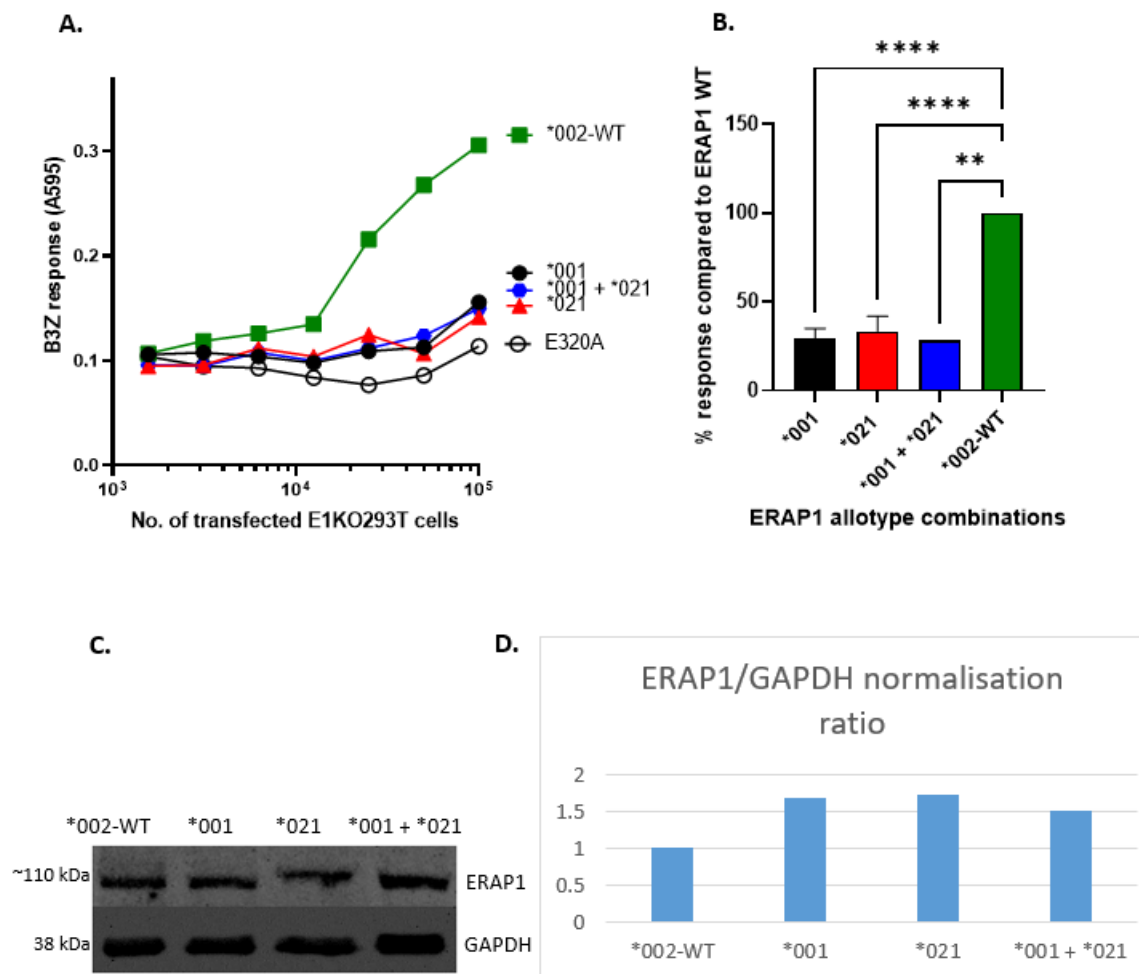 A.
B3Z response (A595)
0.3
0.2
0.1
0.0
10³
10⁴
10⁵
No. of transfected E1KO293T cells
*002-WT
*001
*001 + *021
*021
E320A
B.
% response compared to ERAP1 WT
****
****
**
150
100
50
0
*001
*021
*001 + *021
*002-WT
ERAP1 allotype combinations
C.
*002-WT *001 *021 *001 + *021
~110 kDa
ERAP1
38 kDa
GAPDH
D.
ERAP1/GAPDH normalisation
ratio
2
1.5
1
0.5
0
*002-WT *001 *021 *001 + *021